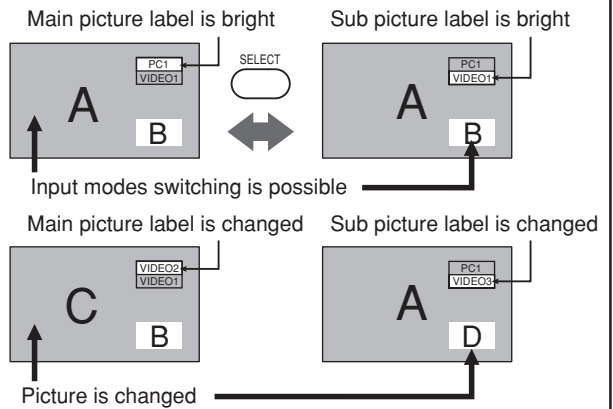 Main picture label is bright
Sub picture label is bright
PC1
VIDEO1
A
B
SELECT
PC1
VIDEO1
A
B
Input modes switching is possible
Main picture label is changed
Sub picture label is changed
VIDEO2
VIDEO1
C
B
PC1
VIDEO3
A
D
Picture is changed